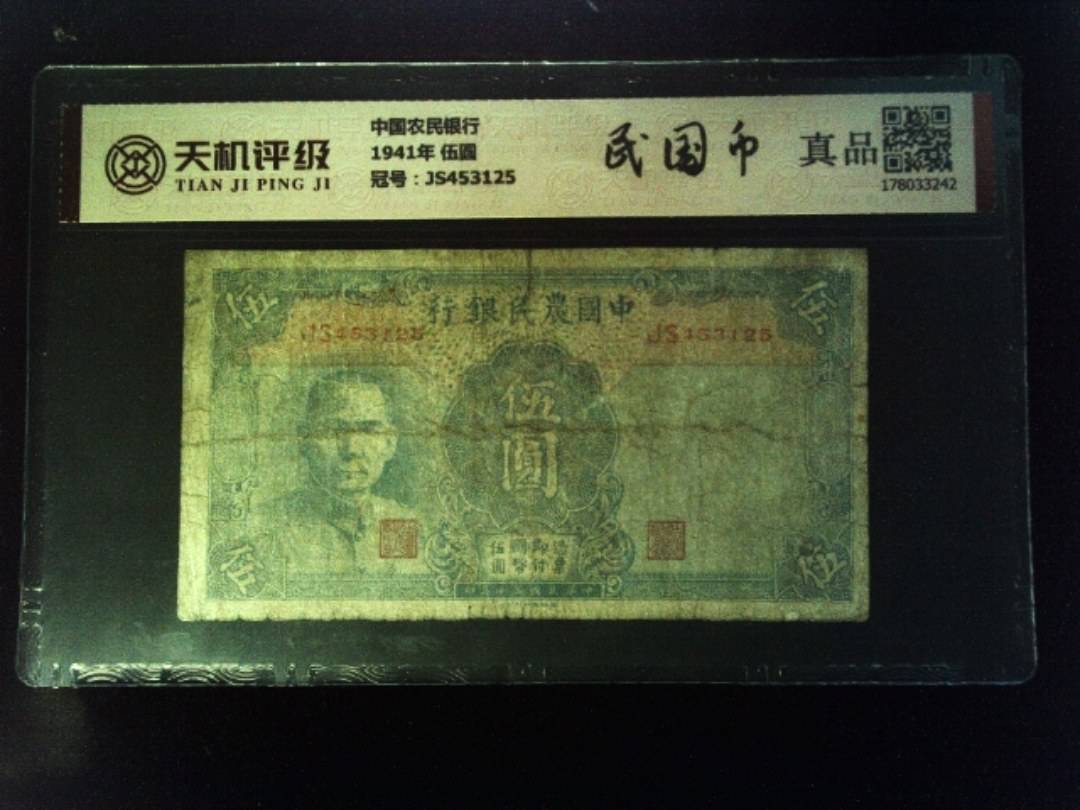 天机评级
TIAN JI PING JI
中国农民银行
1941年 伍圆
冠号：JS453125
民国币
真品
178033242
行銀民農國中
伍
伍
JS453125
JS453125
伍
圓
伍
伍